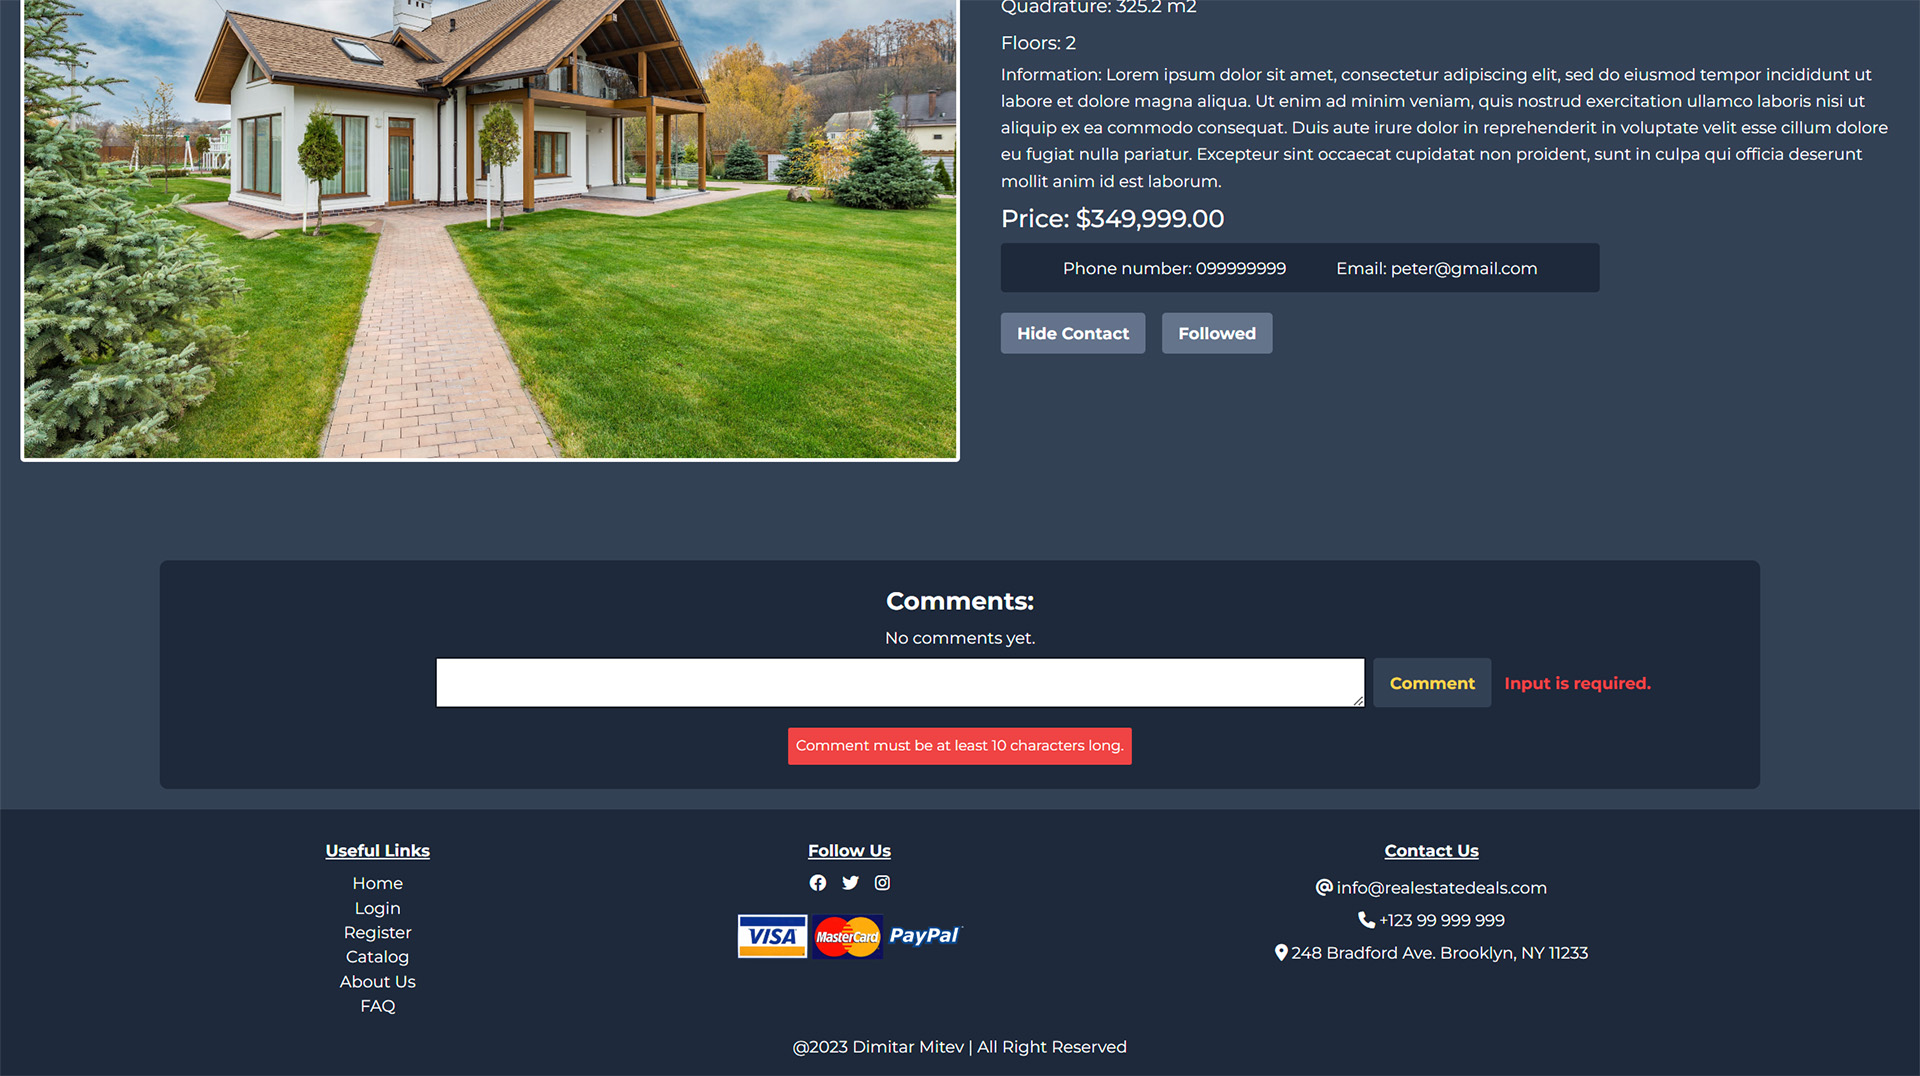 Quadrature: 325.2 m2
Floors: 2
Information: Lorem ipsum dolor sit amet, consectetur adipiscing elit, sed do eiusmod tempor incididunt ut
labore et dolore magna aliqua. Ut enim ad minim veniam, quis nostrud exercitation ullamco laboris nisi ut
aliquip ex ea commodo consequat. Duis aute irure dolor in reprehenderit in voluptate velit esse cillum dolore
eu fugiat nulla pariatur. Excepteur sint occaecat cupidatat non proident, sunt in culpa qui officia deserunt
mollit anim id est laborum.
Price: $349,999.00
Phone number: 099999999 Email: peter@gmail.com
Hide Contact Followed
Comments:
No comments yet.
Comment Input is required.
Comment must be at least 10 characters long.
Useful Links
Home
Login
Register
Catalog
About Us
FAQ
Follow Us
VISA MasterCard PayPal
Contact Us
info@realestatedeals.com
+123 99 999 999
248 Bradford Ave. Brooklyn, NY 11233
@2023 Dimitar Mitev | All Right Reserved